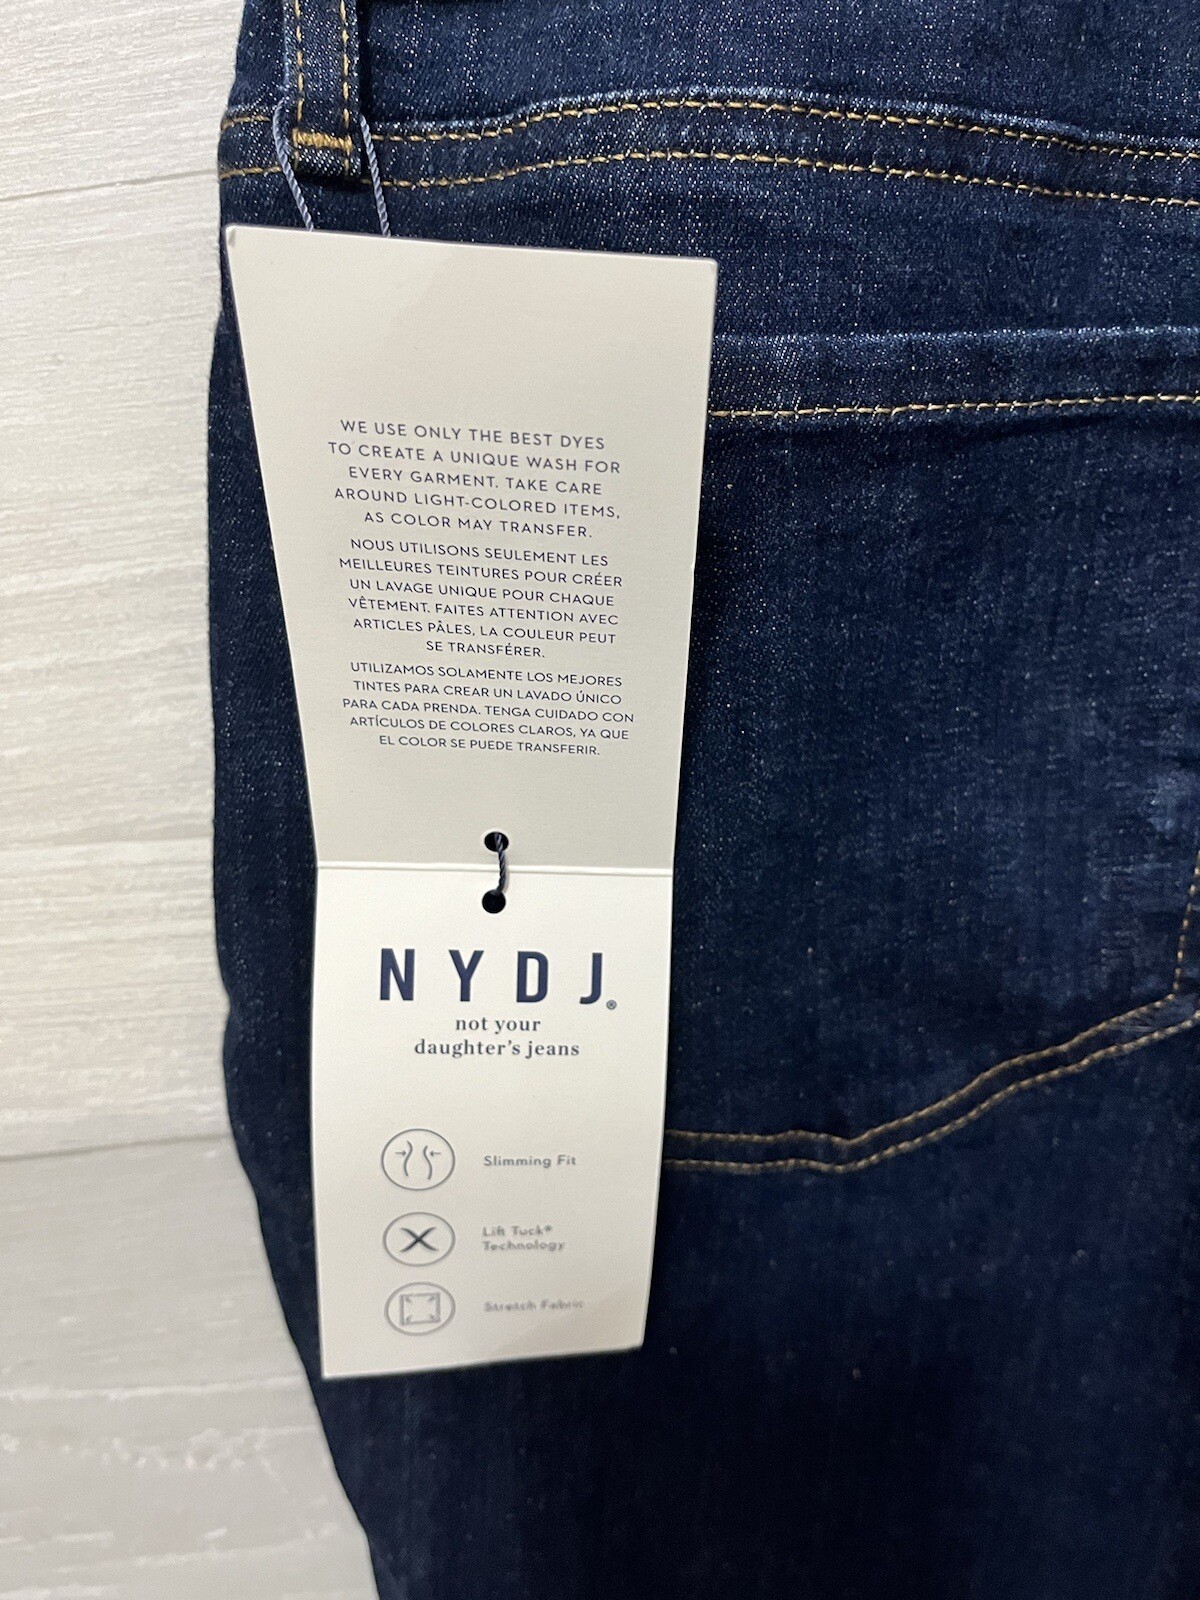 WE USE ONLY THE BEST DYES
TO CREATE A UNIQUE WASH FOR
EVERY GARMENT. TAKE CARE
AROUND LIGHT-COLORED ITEMS,
AS COLOR MAY TRANSFER.
NOUS UTILISONS SEULEMENT LES
MEILLEURES TEINTURES POUR CRÉER
UN LAVAGE UNIQUE POUR CHAQUE
VÊTEMENT. FAITES ATTENTION AVEC
ARTICLES PÂLES, LA COULEUR PEUT
SE TRANSFÉRER.
UTILIZAMOS SOLAMENTE LOS MEJORES
TINTES PARA CREAR UN LAVADO ÚNICO
PARA CADA PRENDA. TENGA CUIDADO CON
ARTÍCULOS DE COLORES CLAROS, YA QUE
EL COLOR SE PUEDE TRANSFERIR.
NYDJ®
not your
daughter's jeans
Slimming Fit
Lift Tuck®
Technology
Stretch Fabric